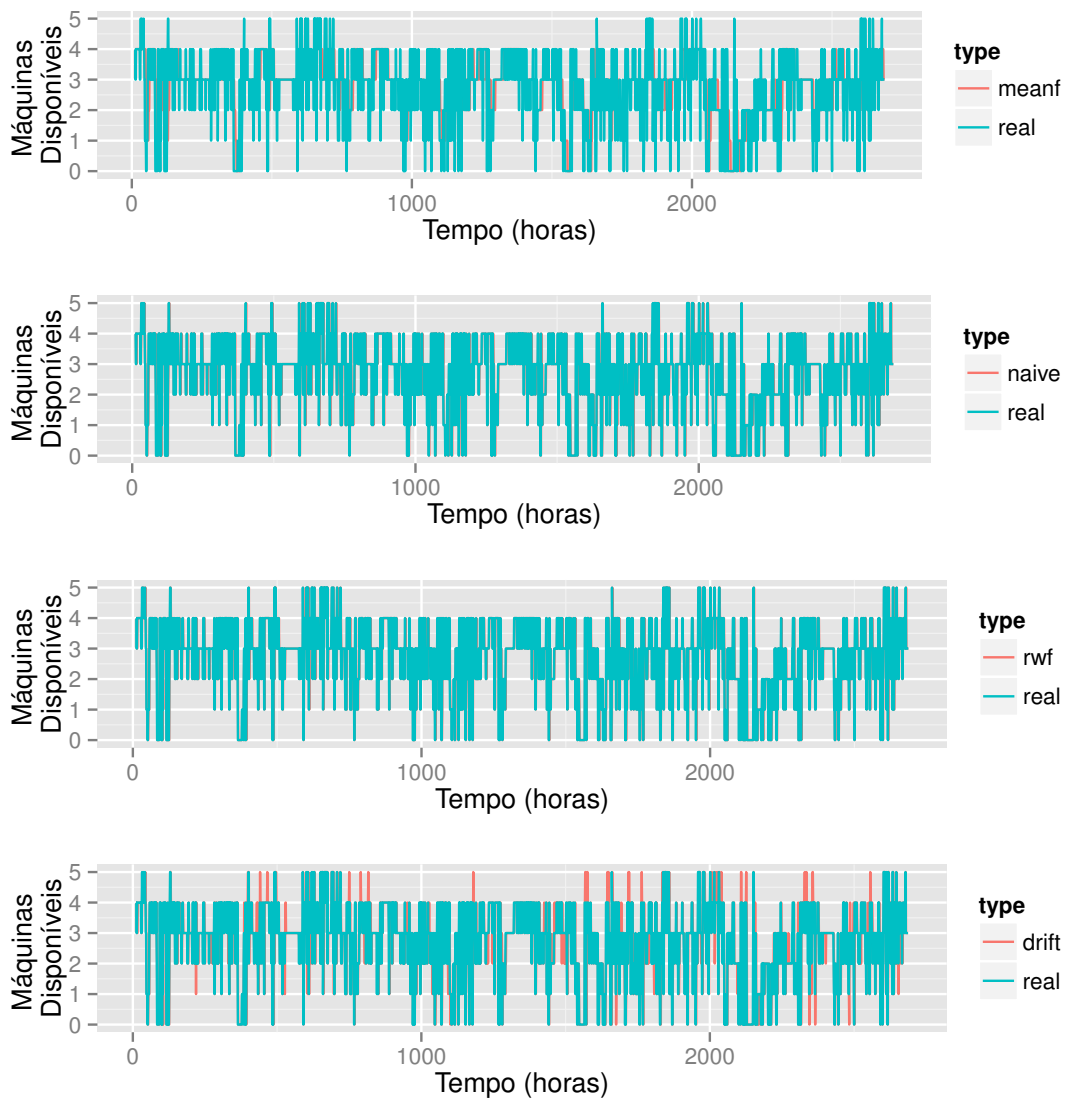 Máquinas
Disponíveis
5
4
3
2
1
0
0 1000 2000
Tempo (horas)
type
meanf
real
Máquinas
Disponíveis
5
4
3
2
1
0
0 1000 2000
Tempo (horas)
type
naive
real
Máquinas
Disponíveis
5
4
3
2
1
0
0 1000 2000
Tempo (horas)
type
rwf
real
Máquinas
Disponíveis
5
4
3
2
1
0
0 1000 2000
Tempo (horas)
type
drift
real